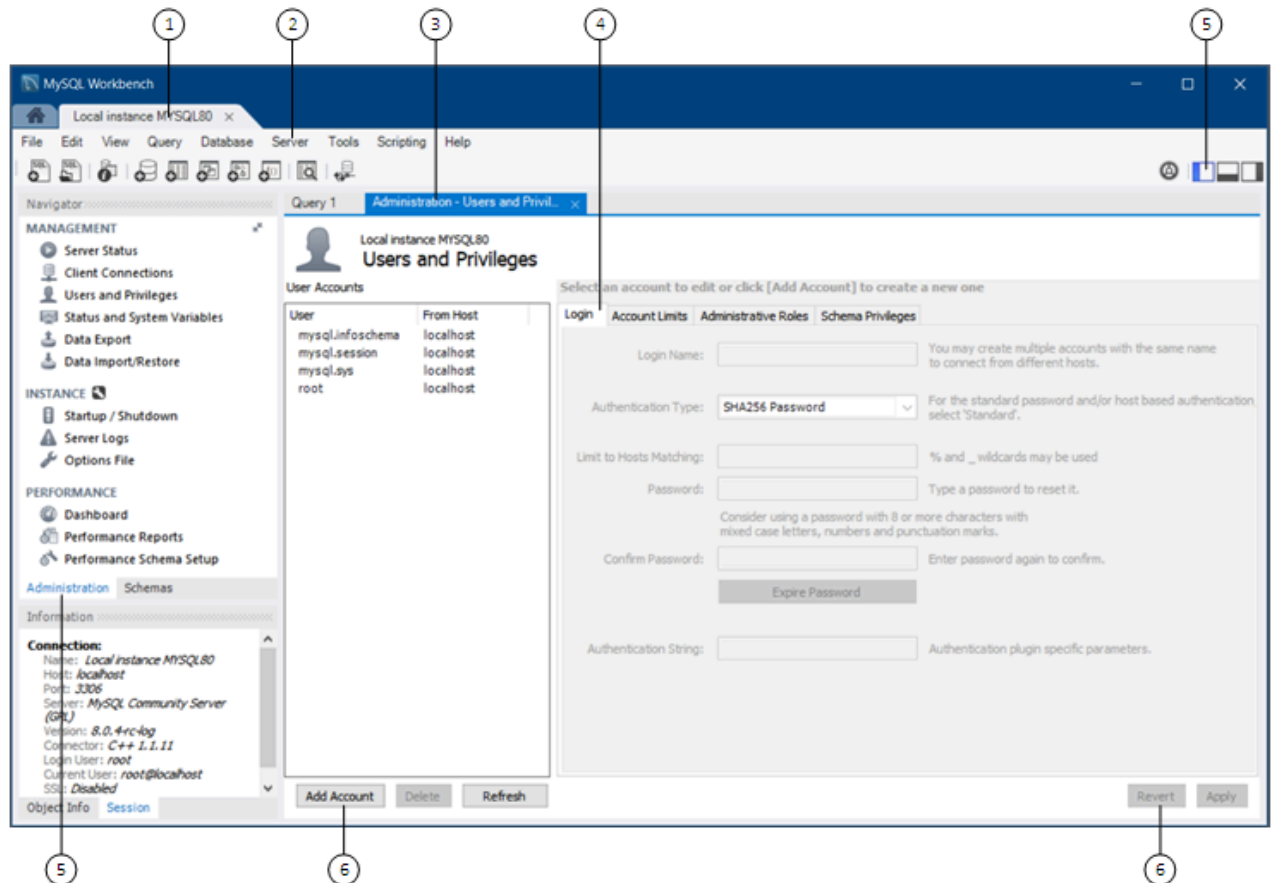 1 2 3 4 5
MySQL Workbench
Local instance MYSQL80
File Edit View Query Database Server Tools Scripting Help
Navigator
MANAGEMENT
Server Status
Client Connections
Users and Privileges
Status and System Variables
Data Export
Data Import/Restore
INSTANCE
Startup / Shutdown
Server Logs
Options File
PERFORMANCE
Dashboard
Performance Reports
Performance Schema Setup
Administration Schemas
Information
Connection:
Name: Local instance MYSQL80
Host: localhost
Port: 3306
Server: MySQL Community Server
(GPL)
Version: 8.0.4-rc-log
Connector: C++ 1.1.11
Login User: root
Current User: root@localhost
SSL: Disabled
Object Info Session
Query 1 Administration - Users and Privil..
Local instance MYSQL80
Users and Privileges
User Accounts
User From Host
mysql.infoschema localhost
mysql.session localhost
mysql.sys localhost
root localhost
Add Account Delete Refresh
Select an account to edit or click [Add Account] to create a new one
Login Account Limits Administrative Roles Schema Privileges
Login Name: You may create multiple accounts with the same name
to connect from different hosts.
Authentication Type: SHA256 Password For the standard password and/or host based authentication
select 'Standard'.
Limit to Hosts Matching: % and _ wildcards may be used
Password: Type a password to reset it.
Consider using a password with 8 or more characters with
mixed case letters, numbers and punctuation marks.
Confirm Password: Enter password again to confirm.
Expire Password
Authentication String: Authentication plugin specific parameters.
Revert Apply
5 6 6